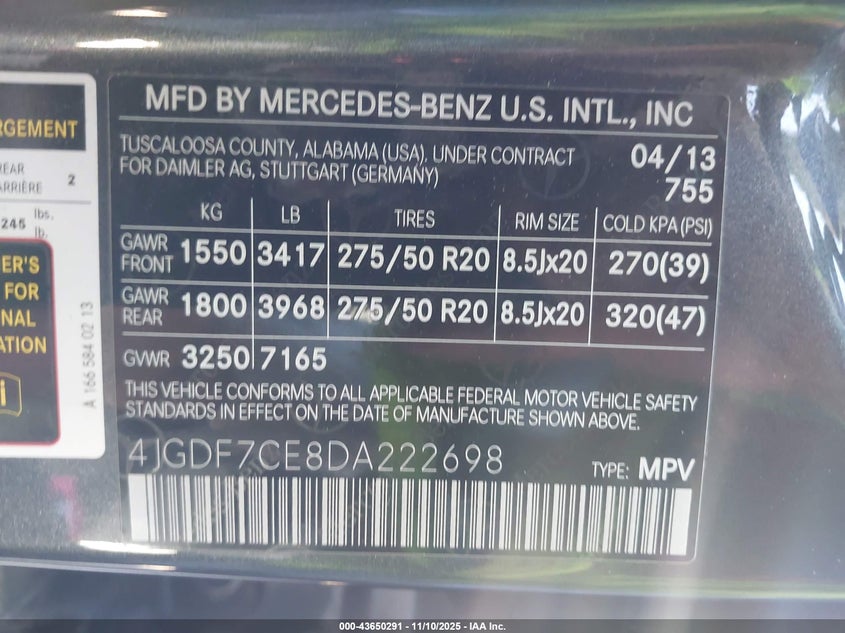 MFD BY MERCEDES-BENZ U.S. INTL., INC
TUSCALOOSA COUNTY, ALABAMA (USA), UNDER CONTRACT
FOR DAIMLER AG, STUTTGART (GERMANY)
04/13
755
KG LB TIRES RIM SIZE COLD KPA (PSI)
GAWR FRONT 1550 3417 275/50 R20 8.5Jx20 270(39)
GAWR REAR 1800 3968 275/50 R20 8.5Jx20 320(47)
GVWR 3250 7165
THIS VEHICLE CONFORMS TO ALL APPLICABLE FEDERAL MOTOR VEHICLE SAFETY
STANDARDS IN EFFECT ON THE DATE OF MANUFACTURE SHOWN ABOVE.
4JGDF7CE8DA222698
TYPE: MPV
RGEMENT
REAR
ARRIÈRE 2
245 lbs.
lb.
ER'S
FOR
NAL
ATION
i
A 166 584 02 13
000-43650291 - 11/10/2025 - IAA Inc.